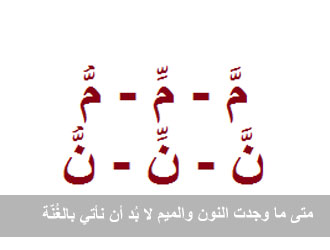 مَّ - مِّ - مُّ
نَّ - نِّ - نُّ
متى ما وجدت النون والميم لا بُد أن نأتي بالغُنّة